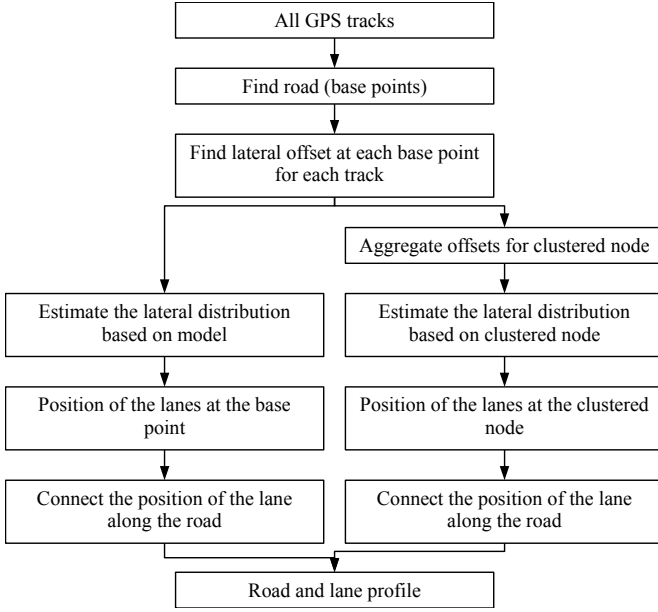 All GPS tracks
Find road (base points)
Find lateral offset at each base point
for each track
Aggregate offsets for clustered node
Estimate the lateral distribution
based on model
Estimate the lateral distribution
based on clustered node
Position of the lanes at the base
point
Position of the lanes at the clustered
node
Connect the position of the lane
along the road
Connect the position of the lane
along the road
Road and lane profile